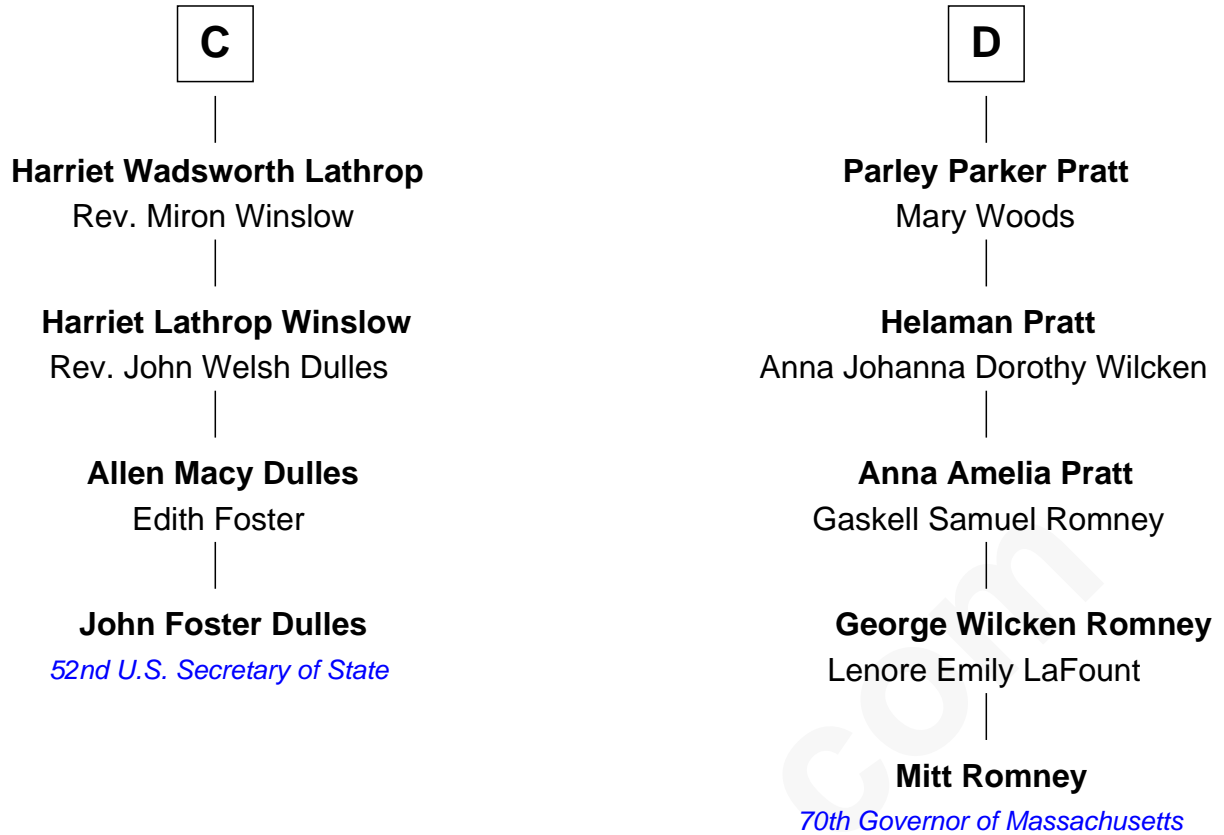 C
Harriet Wadsworth Lathrop
Rev. Miron Winslow
Harriet Lathrop Winslow
Rev. John Welsh Dulles
Allen Macy Dulles
Edith Foster
John Foster Dulles
52nd U.S. Secretary of State
D
Parley Parker Pratt
Mary Woods
Helaman Pratt
Anna Johanna Dorothy Wilcken
Anna Amelia Pratt
Gaskell Samuel Romney
George Wilcken Romney
Lenore Emily LaFount
Mitt Romney
70th Governor of Massachusetts
com